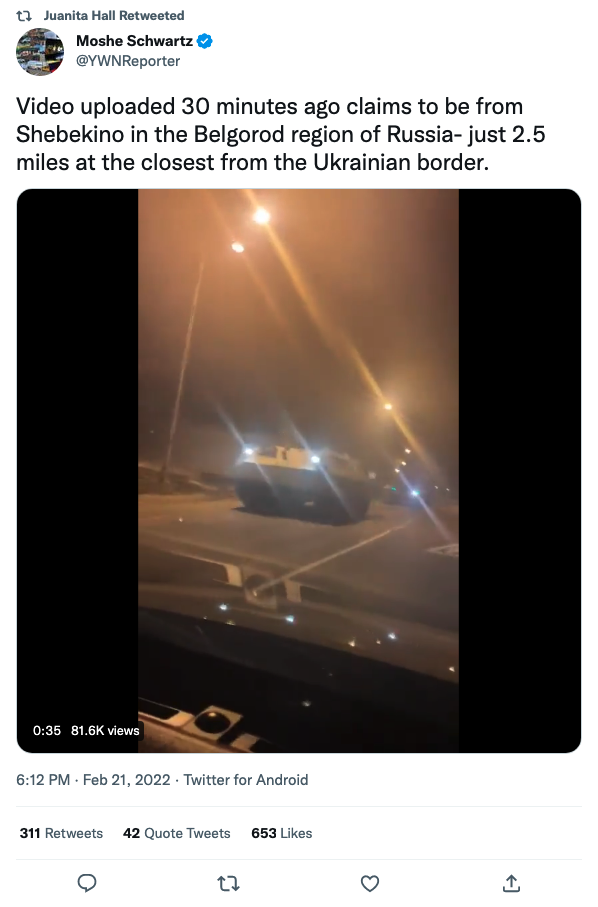 Juanita Hall Retweeted
Moshe Schwartz
@YWNReporter
Video uploaded 30 minutes ago claims to be from
Shebekino in the Belgorod region of Russia- just 2.5
miles at the closest from the Ukrainian border.
0:35 81.6K views
6:12 PM · Feb 21, 2022 · Twitter for Android
311 Retweets 42 Quote Tweets 653 Likes